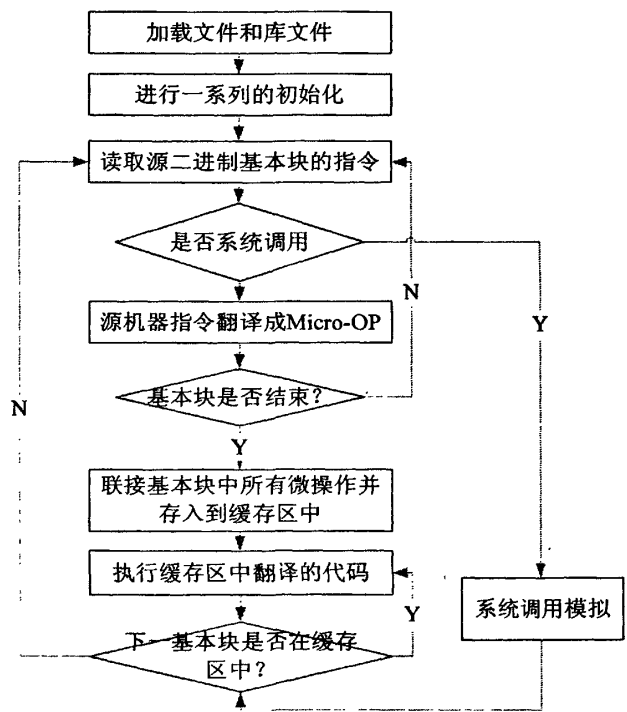 加载文件和库文件
进行一系列的初始化
读取源二进制基本块的指令
是否系统调用
N
Y
源机器指令翻译成Micro-OP
基本块是否结束？
N
Y
联接基本块中所有微操作并
存入到缓存区中
执行缓存区中翻译的代码
Y
系统调用模拟
下一基本块是否在缓存
区中？